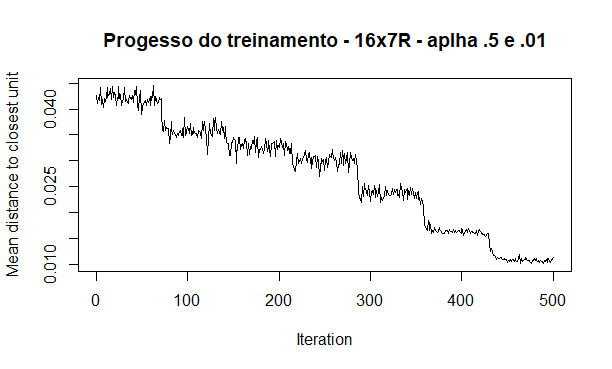 Progesso do treinamento - 16x7R - aplha .5 e .01
Mean distance to closest unit
0.040
0.025
0.010
0 100 200 300 400 500
Iteration